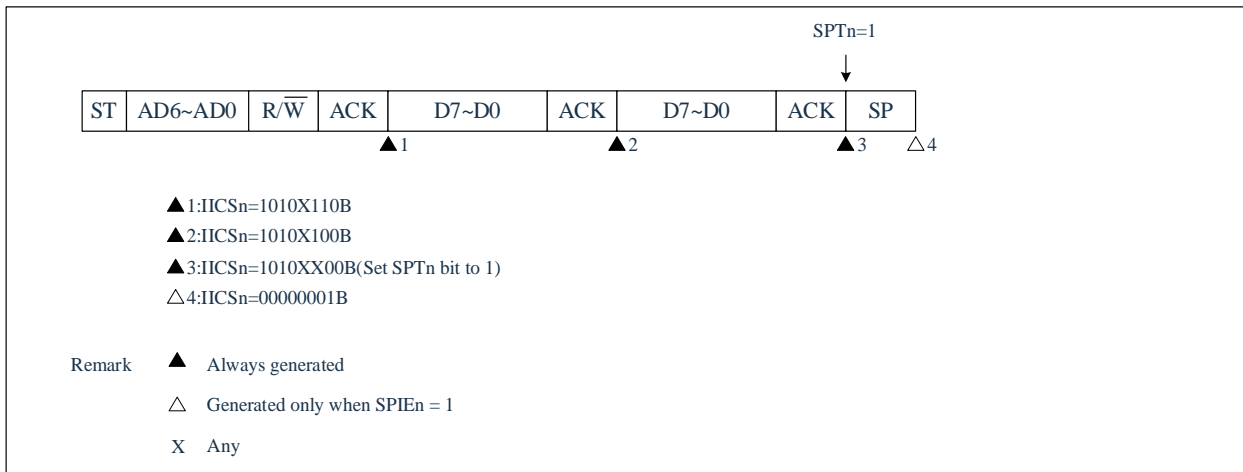 SPTn=1
ST AD6~AD0 R/W̅ ACK D7~D0 ACK D7~D0 ACK SP
▲1 ▲2 ▲3 △4
▲1:IICSn=1010X110B
▲2:IICSn=1010X100B
▲3:IICSn=1010XX00B(Set SPTn bit to 1)
△4:IICSn=00000001B
Remark ▲ Always generated
△ Generated only when SPIEn = 1
X Any